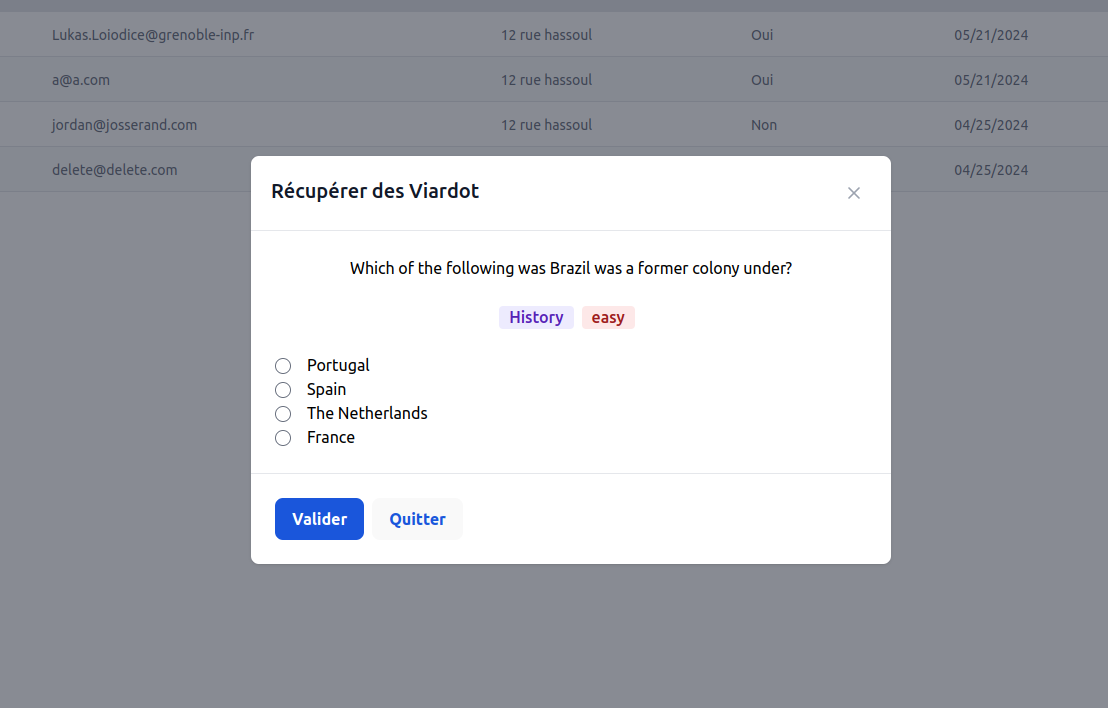 Lukas.Loiodice@grenoble-inp.fr 12 rue hassoul Oui 05/21/2024
a@a.com 12 rue hassoul Oui 05/21/2024
jordan@josserand.com 12 rue hassoul Non 04/25/2024
delete@delete.com 04/25/2024
Récupérer des Viardot
Which of the following was Brazil was a former colony under?
History easy
Portugal
Spain
The Netherlands
France
Valider Quitter